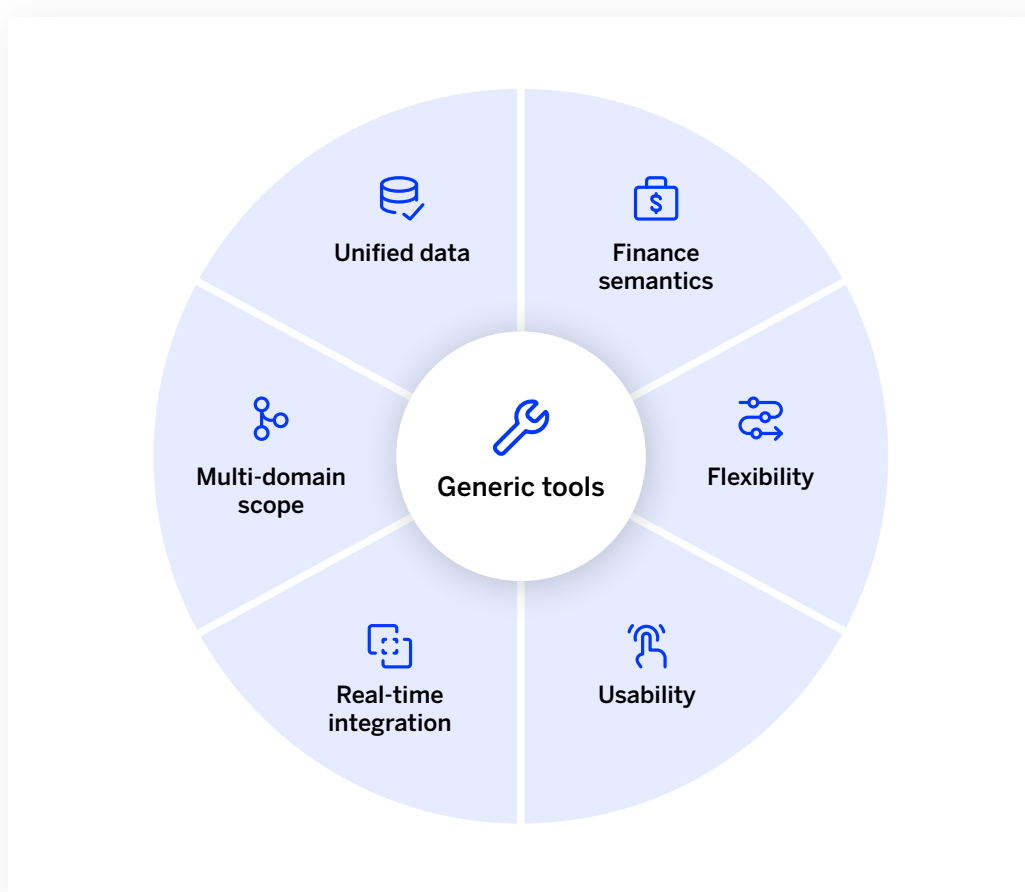 Unified data
Finance
semantics
Multi-domain
scope
Generic tools
Flexibility
Real-time
integration
Usability